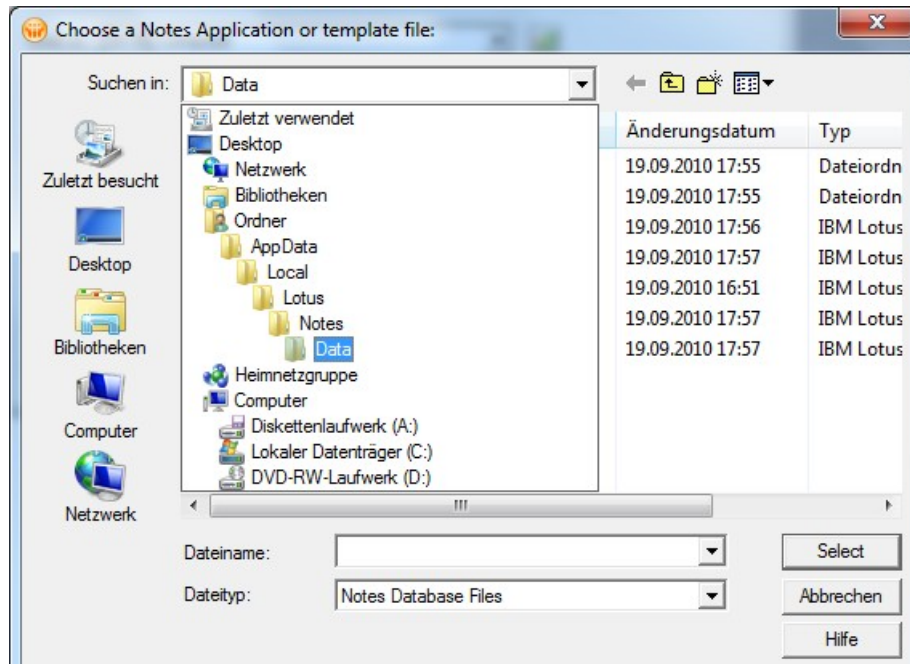 Choose a Notes Application or template file:
Suchen in:
Data
Zuletzt verwendet
Desktop
Netzwerk
Bibliotheken
Ordner
AppData
Local
Lotus
Notes
Data
Heimnetzgruppe
Computer
Diskettenlaufwerk (A:)
Lokaler Datenträger (C:)
DVD-RW-Laufwerk (D:)
Zuletzt besucht
Desktop
Bibliotheken
Computer
Netzwerk
Änderungsdatum Typ
19.09.2010 17:55 Dateiordn
19.09.2010 17:55 Dateiordn
19.09.2010 17:56 IBM Lotus
19.09.2010 17:57 IBM Lotus
19.09.2010 16:51 IBM Lotus
19.09.2010 17:57 IBM Lotus
19.09.2010 17:57 IBM Lotus
Dateiname:
Select
Dateityp:
Notes Database Files
Abbrechen
Hilfe